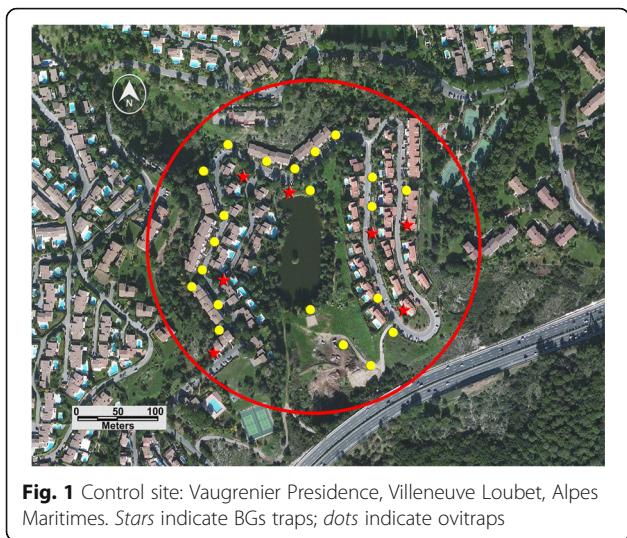 N
0 50 100
Meters
Fig. 1 Control site: Vaugrenier Presidence, Villeneuve Loubet, Alpes
Maritimes. Stars indicate BGs traps; dots indicate ovitraps